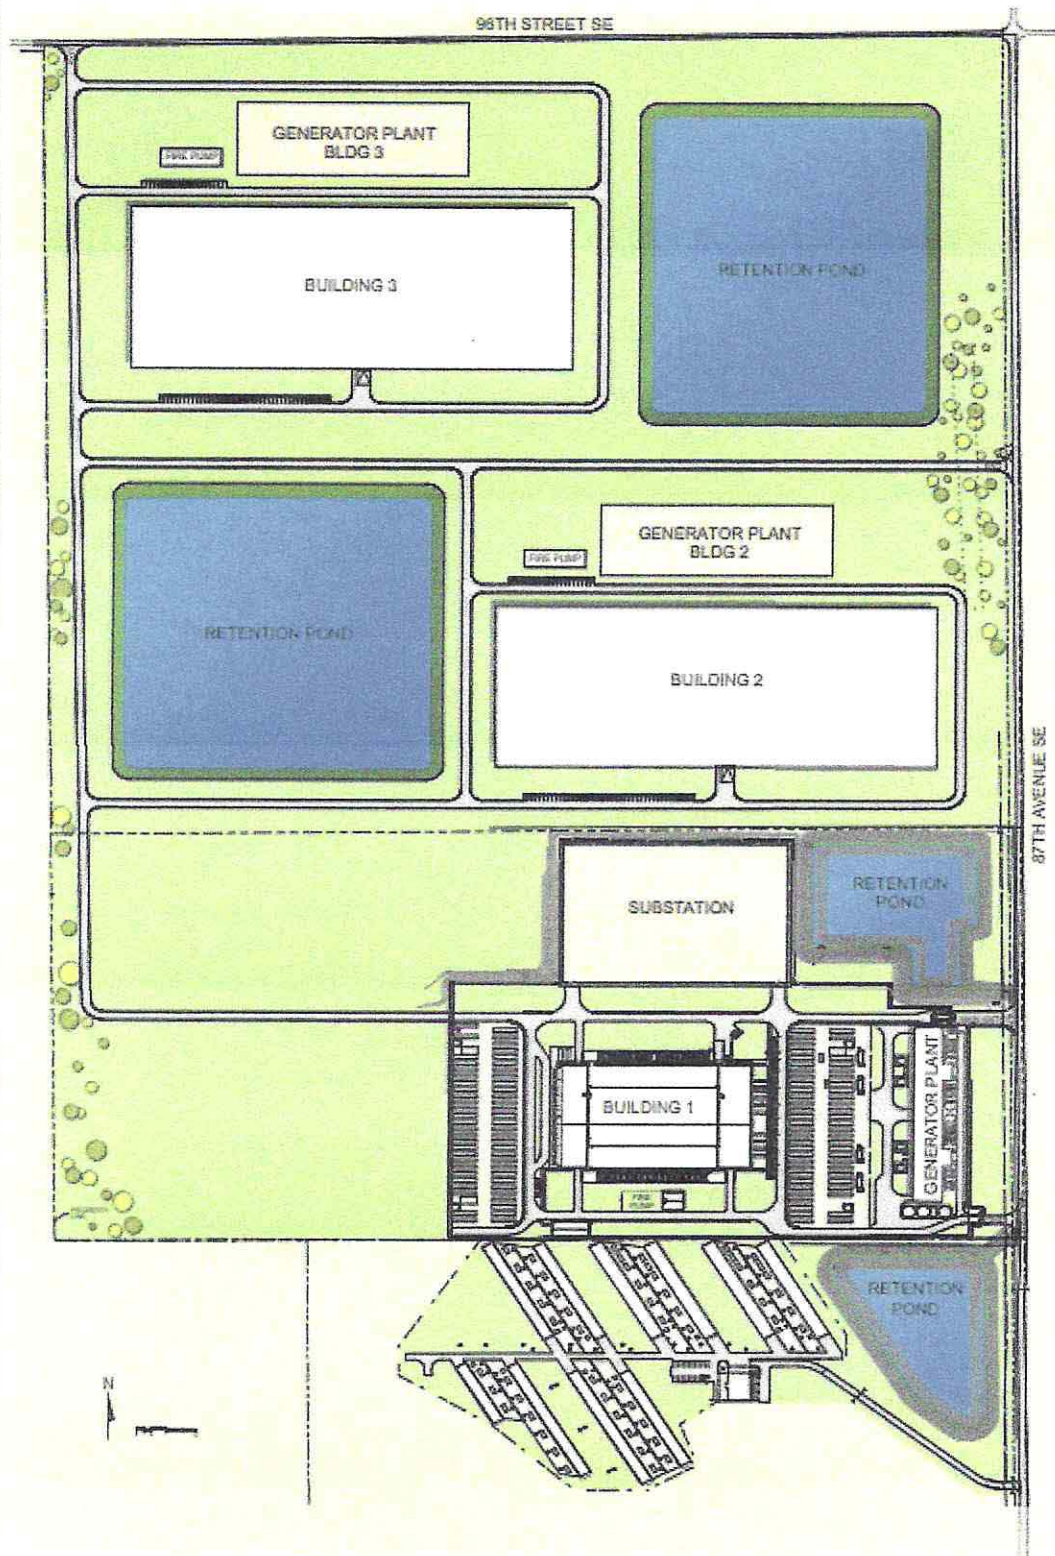 96TH STREET SE
GENERATOR PLANT
BLDG 3
FIRE PUMP
BUILDING 3
RETENTION POND
GENERATOR PLANT
BLDG 2
FIRE PUMP
RETENTION POND
BUILDING 2
87TH AVENUE SE
SUBSTATION
RETENTION
POND
BUILDING 1
GENERATOR PLANT
FIRE
PUMP
RETENTION
POND
N